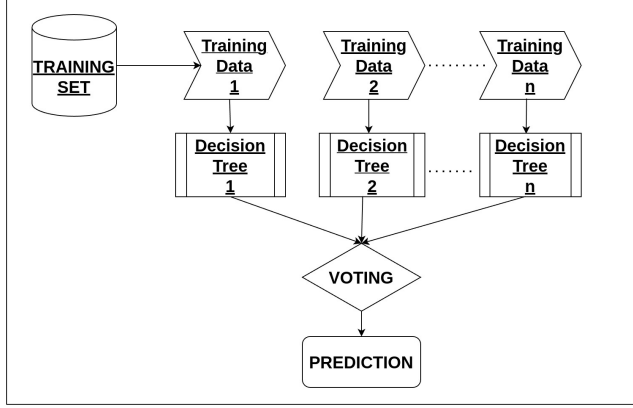 TRAINING
SET
Training
Data
1
Training
Data
2
Training
Data
n
Decision
Tree
1
Decision
Tree
2
Decision
Tree
n
VOTING
PREDICTION